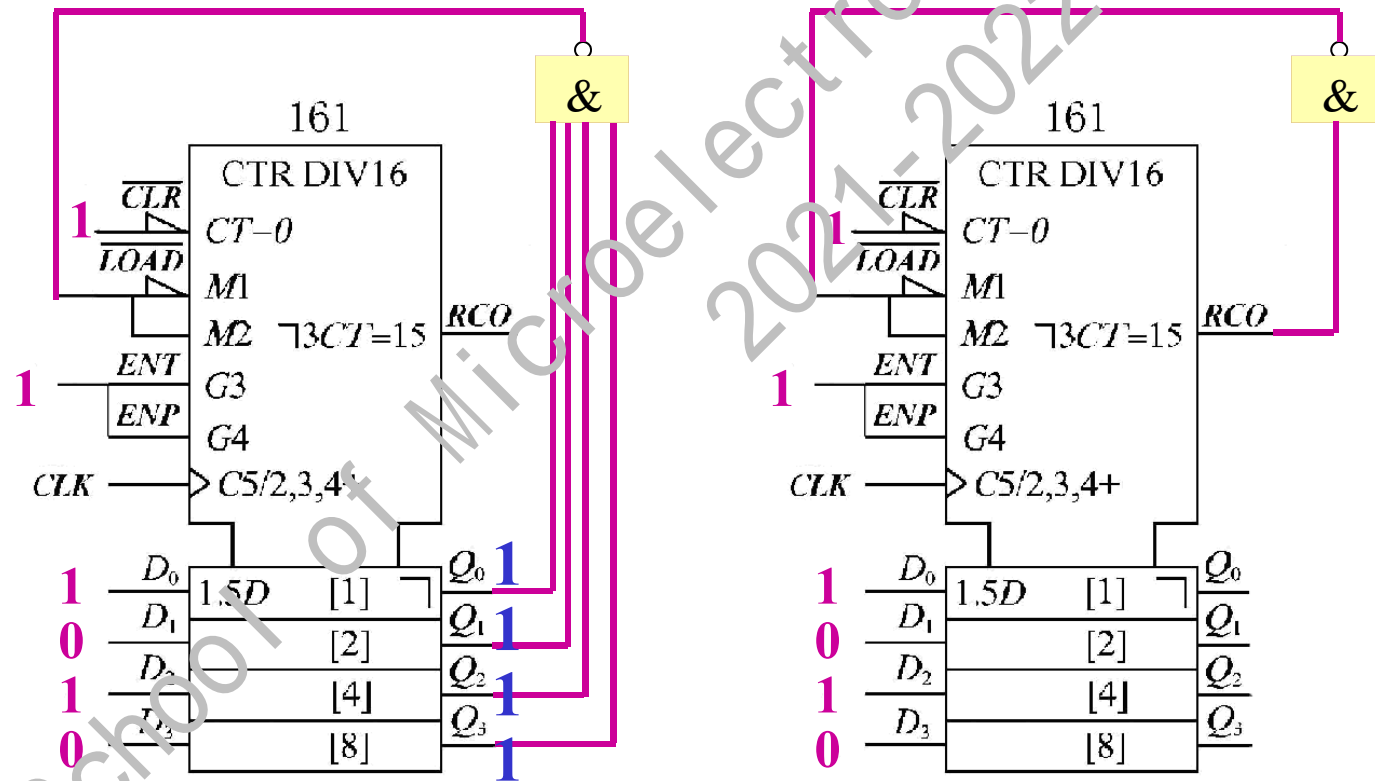 &
161
CTR DIV16
CLR
1
CT-0
LOAD
M1
M2
3CT=15
RCO
ENT
1
G3
ENP
G4
CLK
C5/2,3,4+
1
D₀
1.5D
[1]
Q₀
1
0
D₁
[2]
Q₁
1
1
D₂
[4]
Q₂
1
0
D₃
[8]
Q₃
1
&
161
CTR DIV16
CLR
1
CT-0
LOAD
M1
M2
3CT=15
RCO
ENT
1
G3
ENP
G4
CLK
C5/2,3,4+
1
D₀
1.5D
[1]
Q₀
0
D₁
[2]
Q₁
1
D₂
[4]
Q₂
0
D₃
[8]
Q₃
of
2021-2022